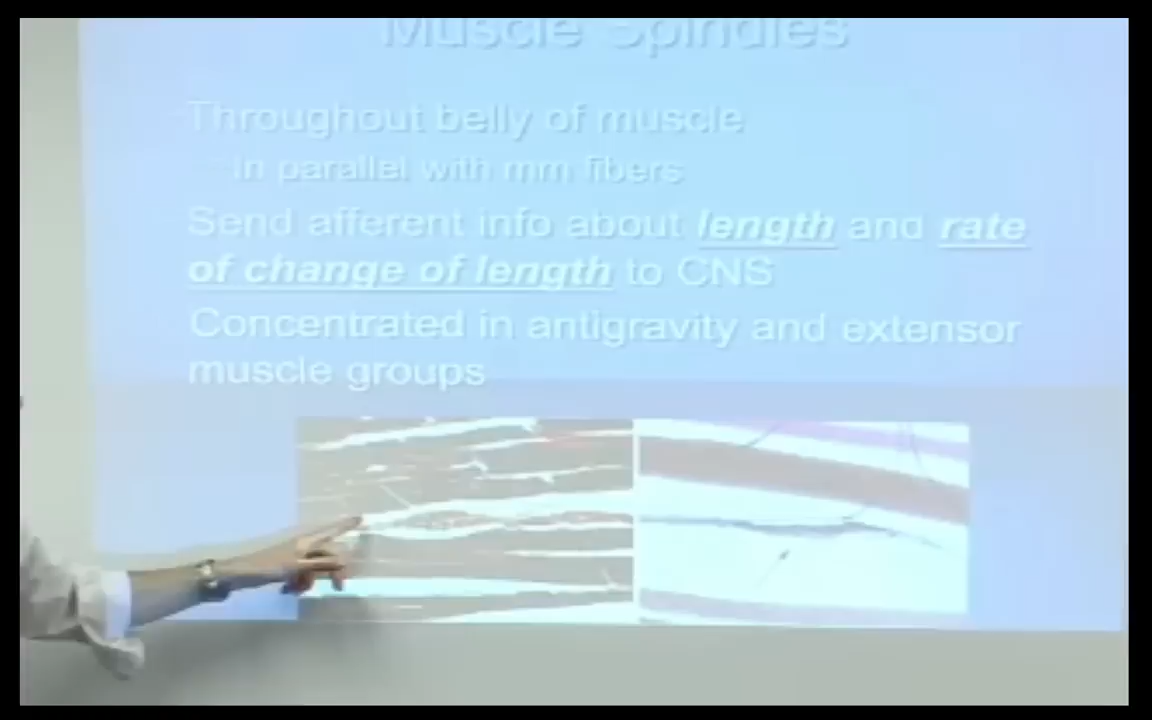 Muscle Spindles
Throughout belly of muscle
In parallel with mm fibers
Send afferent info about length and rate
of change of length to CNS
Concentrated in antigravity and extensor
muscle groups